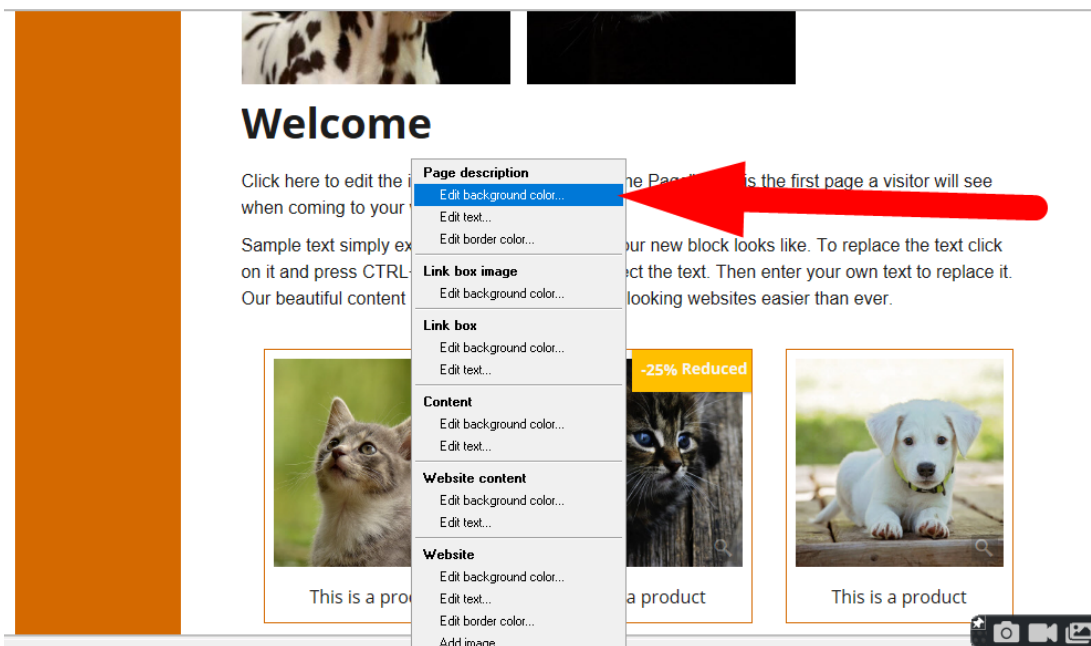 Welcome
Click here to edit the i
ne Page"
is the first page a visitor will see
when coming to your
Sample text simply ex
ur new block looks like. To replace the text click
on it and press CTRL
ect the text. Then enter your own text to replace it.
Our beautiful content
looking websites easier than ever.
Page description
Edit background color...
Edit text...
Edit border color...
Link box image
Edit background color...
Link box
Edit background color...
Edit text...
Content
Edit background color...
Edit text...
Website content
Edit background color...
Edit text...
Website
Edit background color...
Edit text...
Edit border color...
Add image
-25% Reduced
This is a pro
a product
This is a product